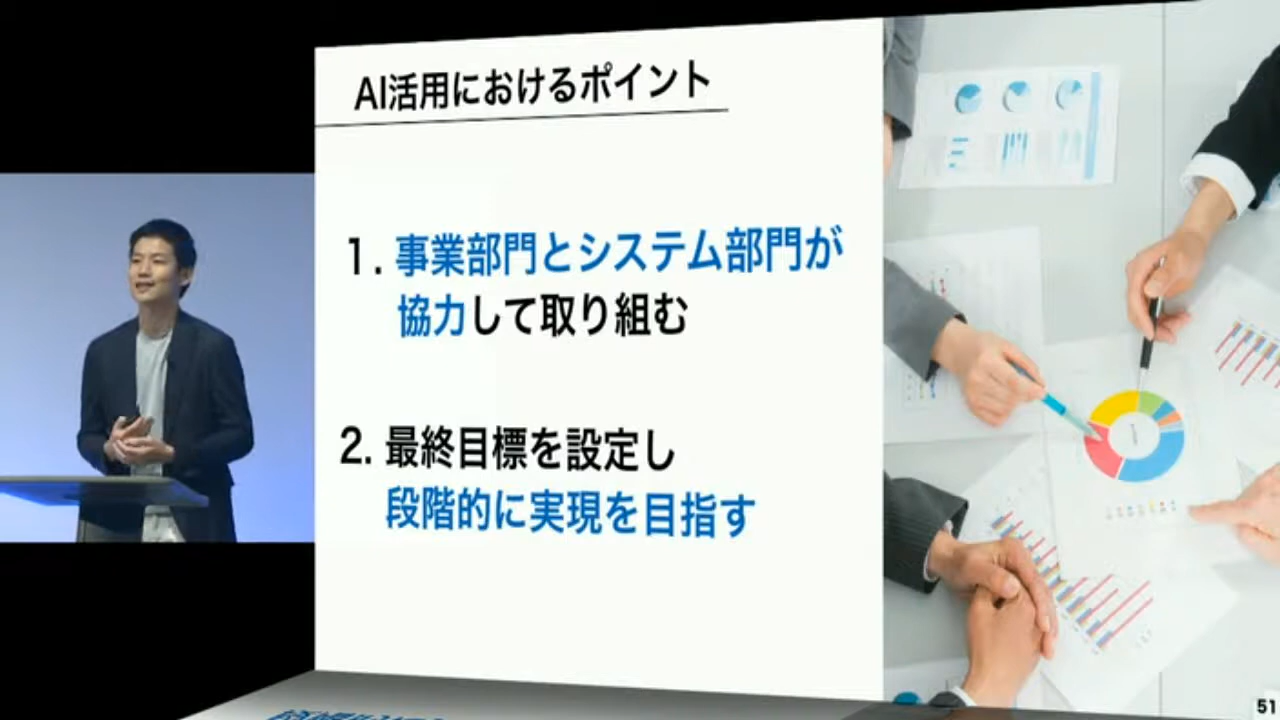 AI活用におけるポイント
1. 事業部門とシステム部門が
協力して取り組む
2. 最終目標を設定し
段階的に実現を目指す
51